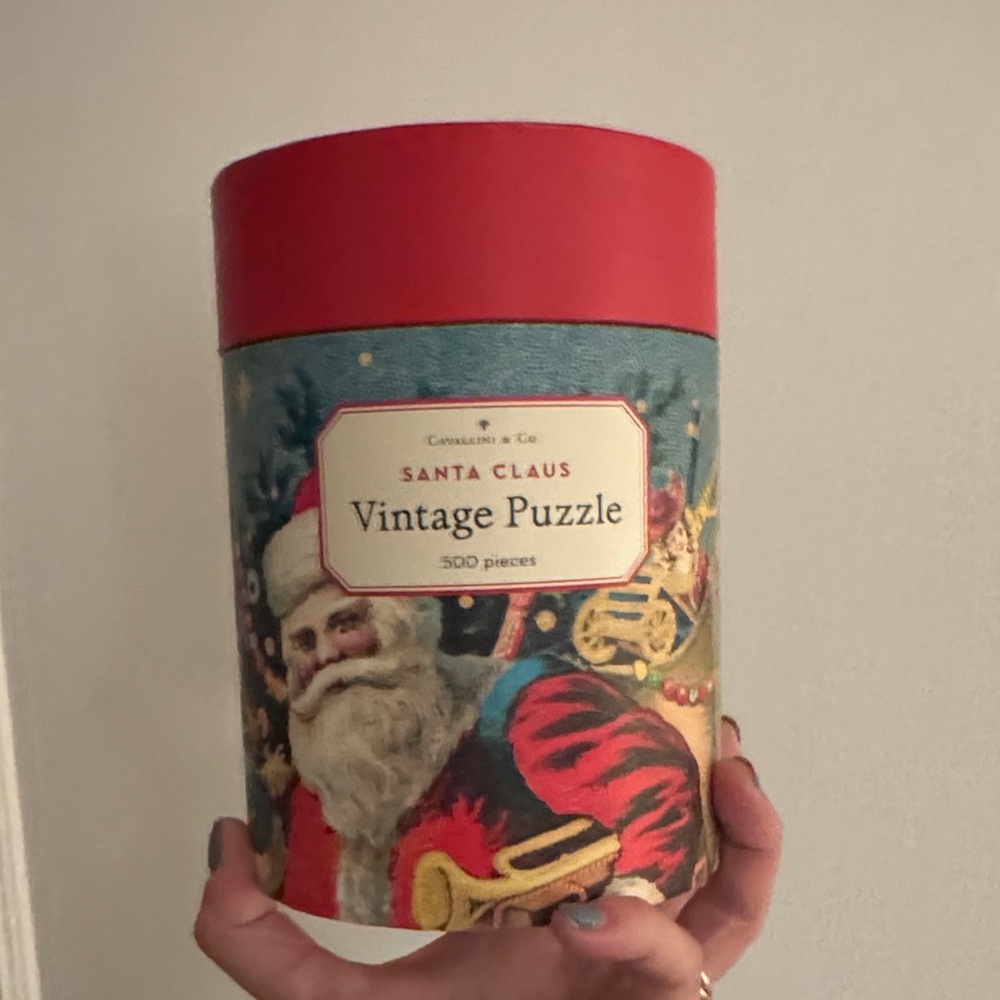 CAVALLINI & CO
SANTA CLAUS
Vintage Puzzle
500 pieces